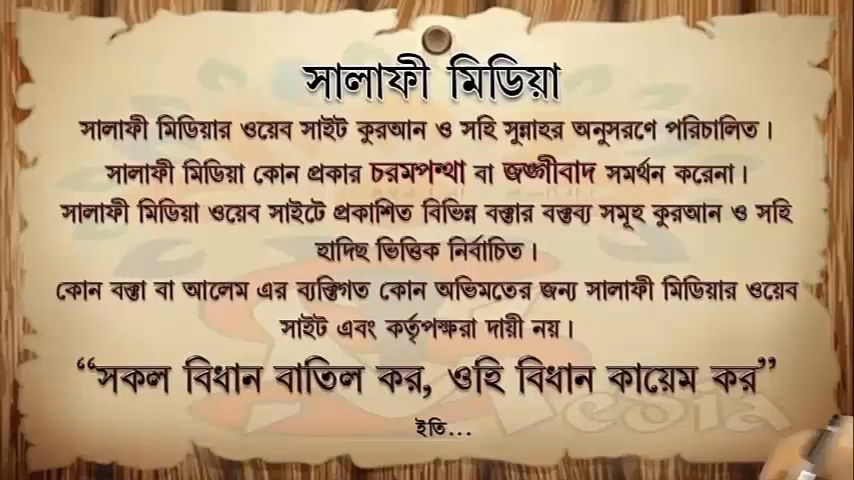 সালাফী মিডিয়া
সালাফী মিডিয়ার ওয়েব সাইট কুরআন ও সহি সুন্নাহর অনুসরণে পরিচালিত।
সালাফী মিডিয়া কোন প্রকার চরমপন্থা বা জঙ্গীবাদ সমর্থন করেনা।
সালাফী মিডিয়া ওয়েব সাইটে প্রকাশিত বিভিন্ন বক্তার বক্তব্য সমূহ কুরআন ও সহি
হাদিছ ভিত্তিক নির্বাচিত।
কোন বক্তা বা আলেম এর ব্যক্তিগত কোন অভিমতের জন্য সালাফী মিডিয়ার ওয়েব
সাইট এবং কর্তৃপক্ষরা দায়ী নয়।
“সকল বিধান বাতিল কর, ওহি বিধান কায়েম কর”
ইতি...